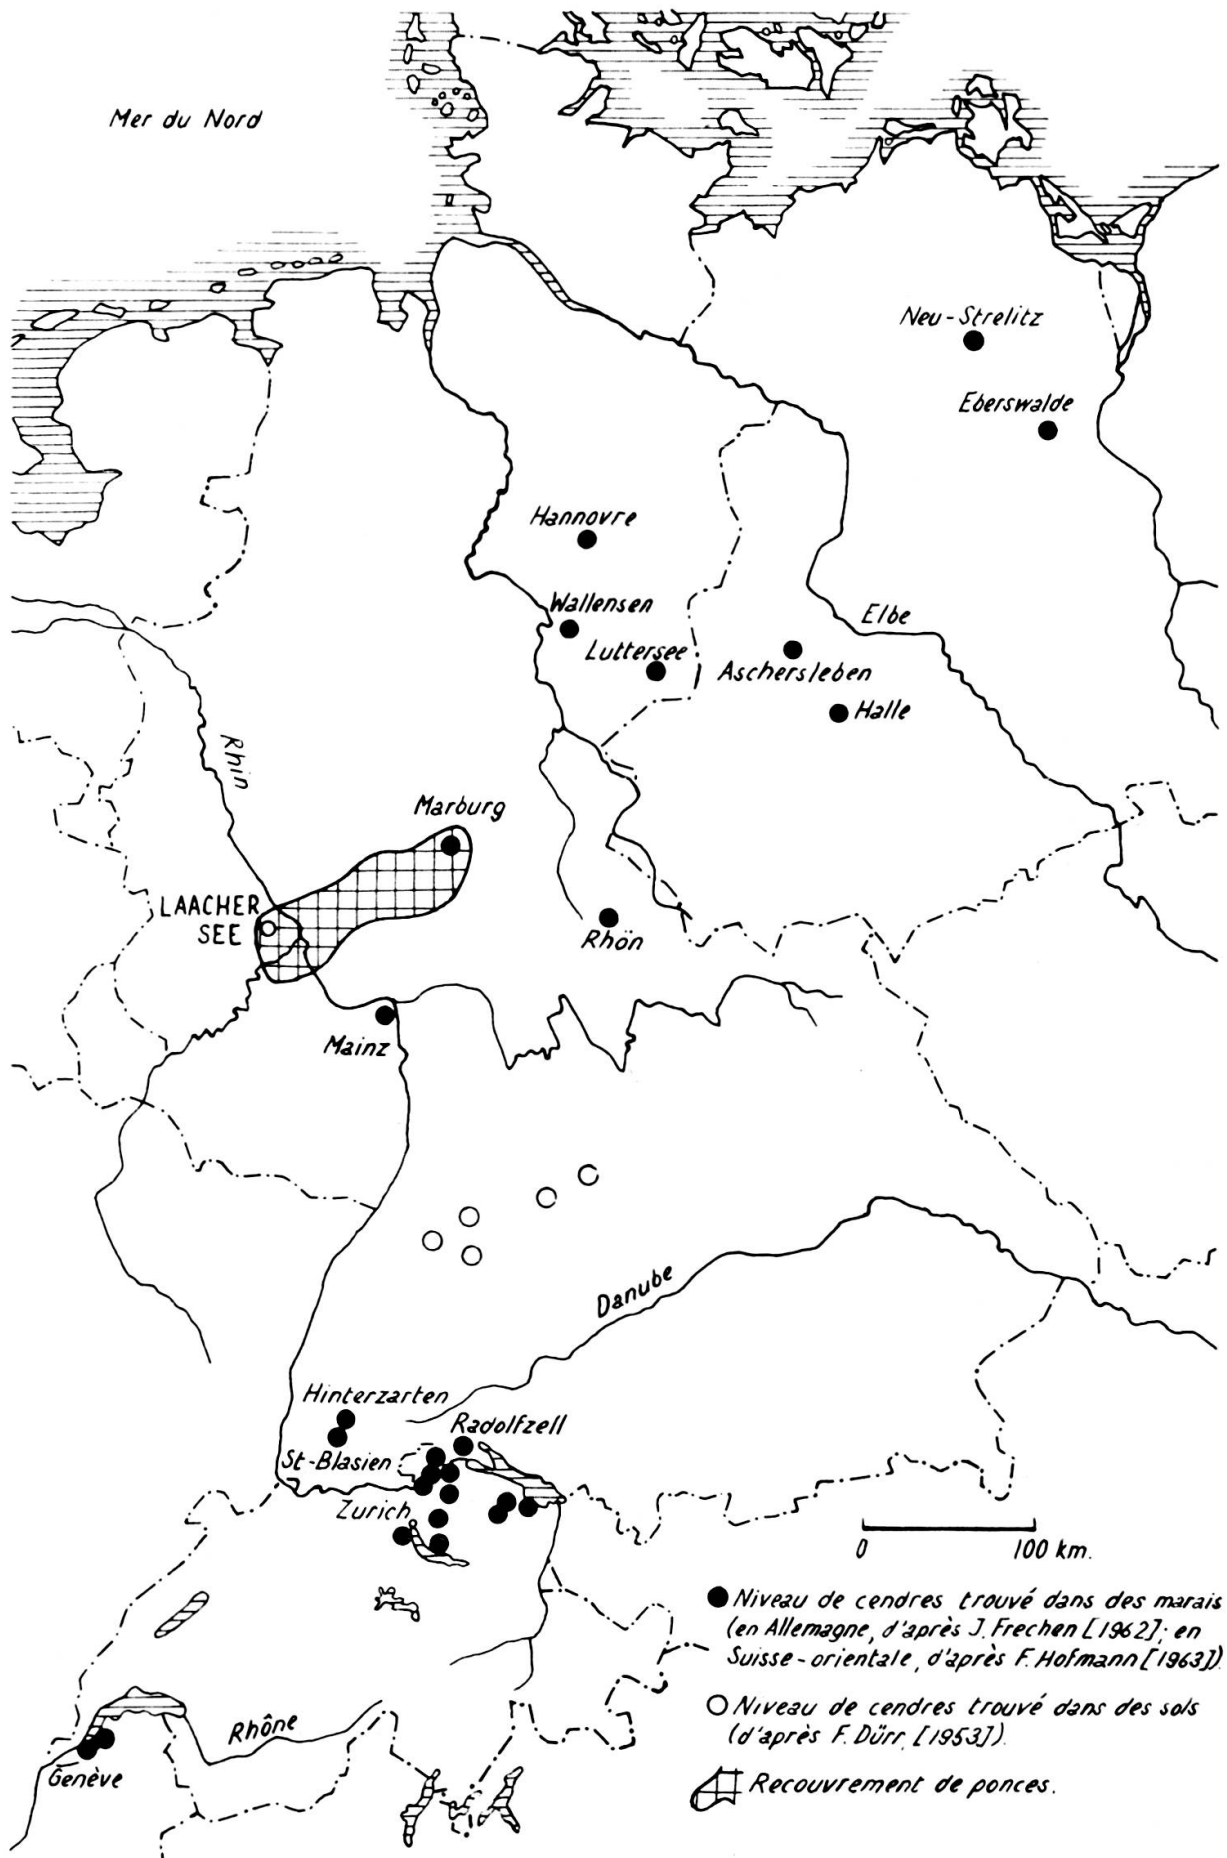 Mer du Nord
Neu-Strelitz
Eberswalde
Hannovre
Wallensen
Luttersee
Elbe
Aschersleben
Halle
Rhin
Marburg
LAACHER
SEE
Rhön
Mainz
Danube
Hinterzarten
Radolfzell
St-Blasien
Zurich
0 100 km.
Niveau de cendres trouvé dans des marais
(en Allemagne, d'après J. Frechen [1962]; en
Suisse-orientale, d'après F. Hofmann [1963]).
Niveau de cendres trouvé dans des sols
(d'après F. Dürr, [1953]).
Recouvrement de ponces.
Rhône
Genève